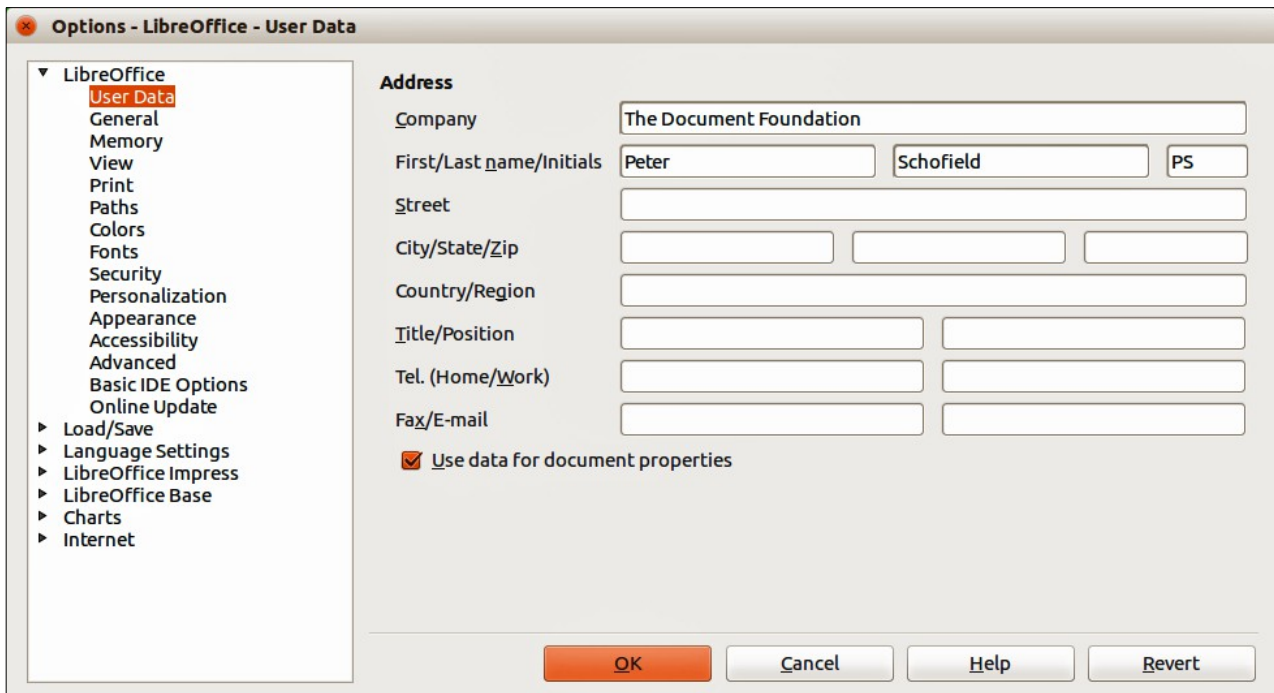 Options - LibreOffice - User Data
LibreOffice
User Data
General
Memory
View
Print
Paths
Colors
Fonts
Security
Personalization
Appearance
Accessibility
Advanced
Basic IDE Options
Online Update
Load/Save
Language Settings
LibreOffice Impress
LibreOffice Base
Charts
Internet
Address
Company The Document Foundation
First/Last name/Initials Peter Schofield PS
Street
City/State/Zip
Country/Region
Title/Position
Tel. (Home/Work)
Fax/E-mail
Use data for document properties
OK Cancel Help Revert